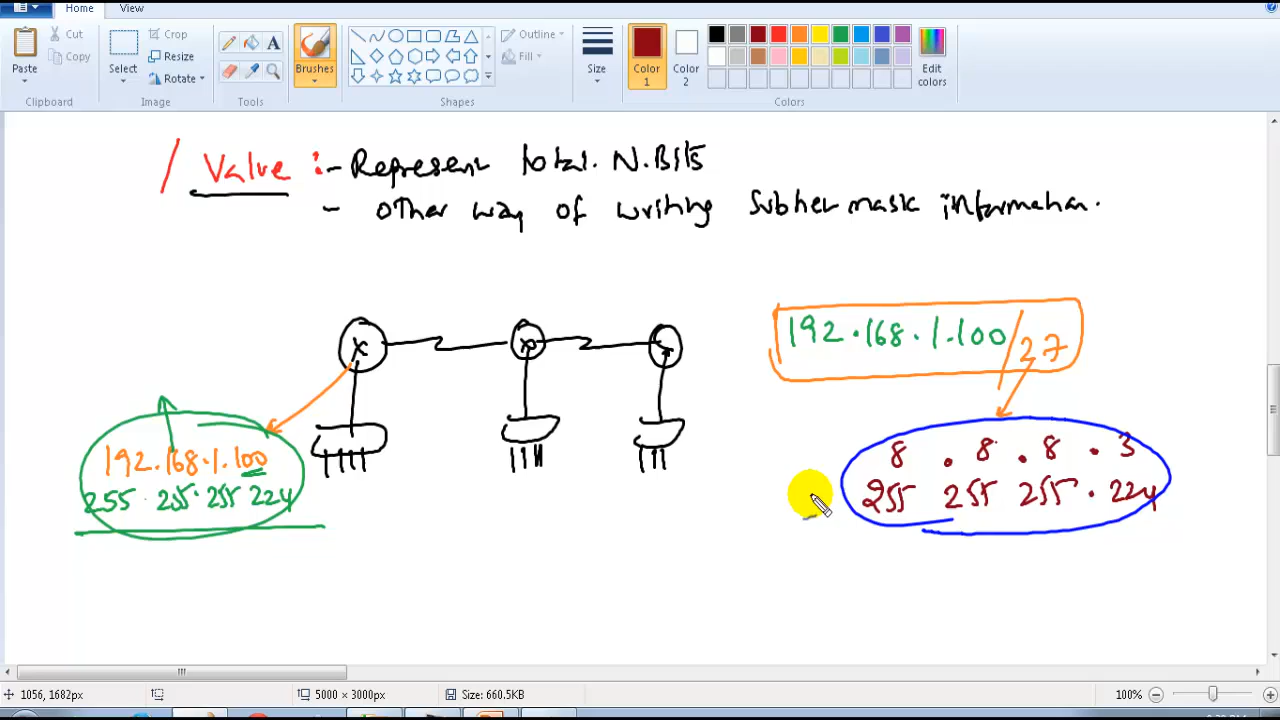 Home View
Paste
Cut
Copy
Clipboard
Select
Crop
Resize
Rotate
Image
A
Tools
Brushes
Outline
Fill
Shapes
Size
Color 1
Color 2
Edit colors
Colors
/ Value :- Represent total. N.Bits
- other way of writing Subnet mask information.
192.168.1.100/27
8 . 8 . 8 . 3
255 255 255 . 224
192.168.1.100
255 . 255 . 255 224
1056, 1682px
5000 × 3000px
Size: 660.5KB
100%